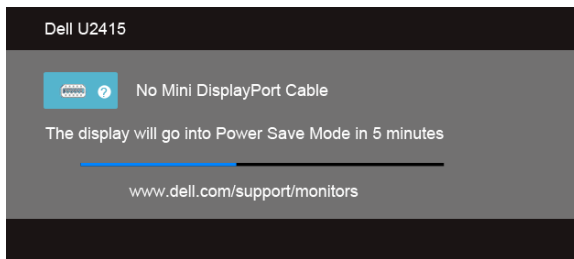 Dell U2415
? No Mini DisplayPort Cable
The display will go into Power Save Mode in 5 minutes
www.dell.com/support/monitors